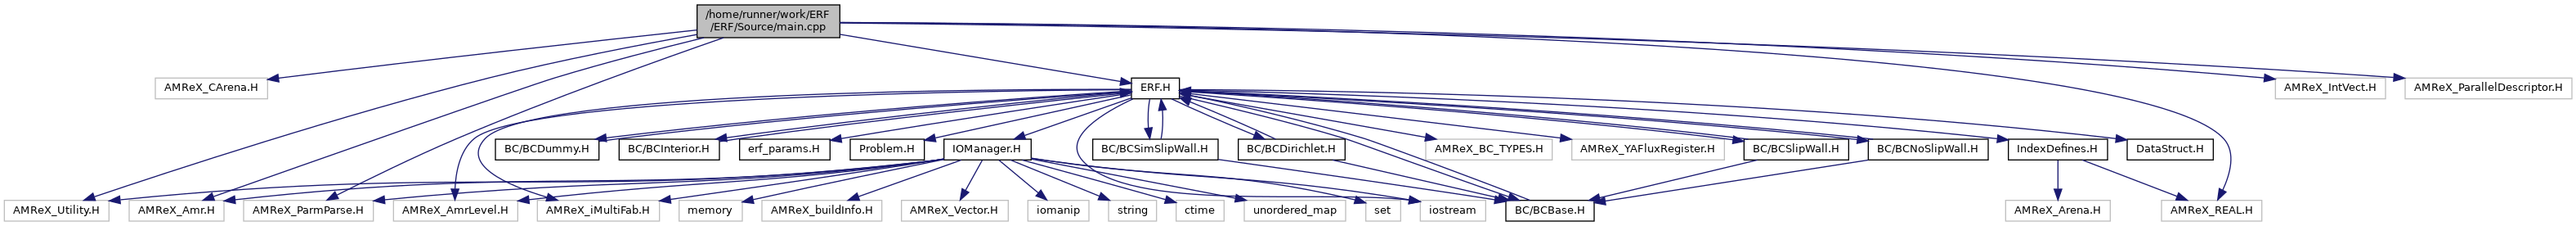 /home/runner/work/ERF
/ERF/Source/main.cpp
AMReX_CArena.H
ERF.H
AMReX_IntVect.H
AMReX_ParallelDescriptor.H
BC/BCDummy.H
BC/BCInterior.H
erf_params.H
Problem.H
IOManager.H
BC/BCSimSlipWall.H
BC/BCDirichlet.H
AMReX_BC_TYPES.H
AMReX_YAFluxRegister.H
BC/BCSlipWall.H
BC/BCNoSlipWall.H
IndexDefines.H
DataStruct.H
AMReX_Utility.H
AMReX_Amr.H
AMReX_ParmParse.H
AMReX_AmrLevel.H
AMReX_iMultiFab.H
memory
AMReX_buildInfo.H
AMReX_Vector.H
iomanip
string
ctime
unordered_map
set
iostream
BC/BCBase.H
AMReX_Arena.H
AMReX_REAL.H